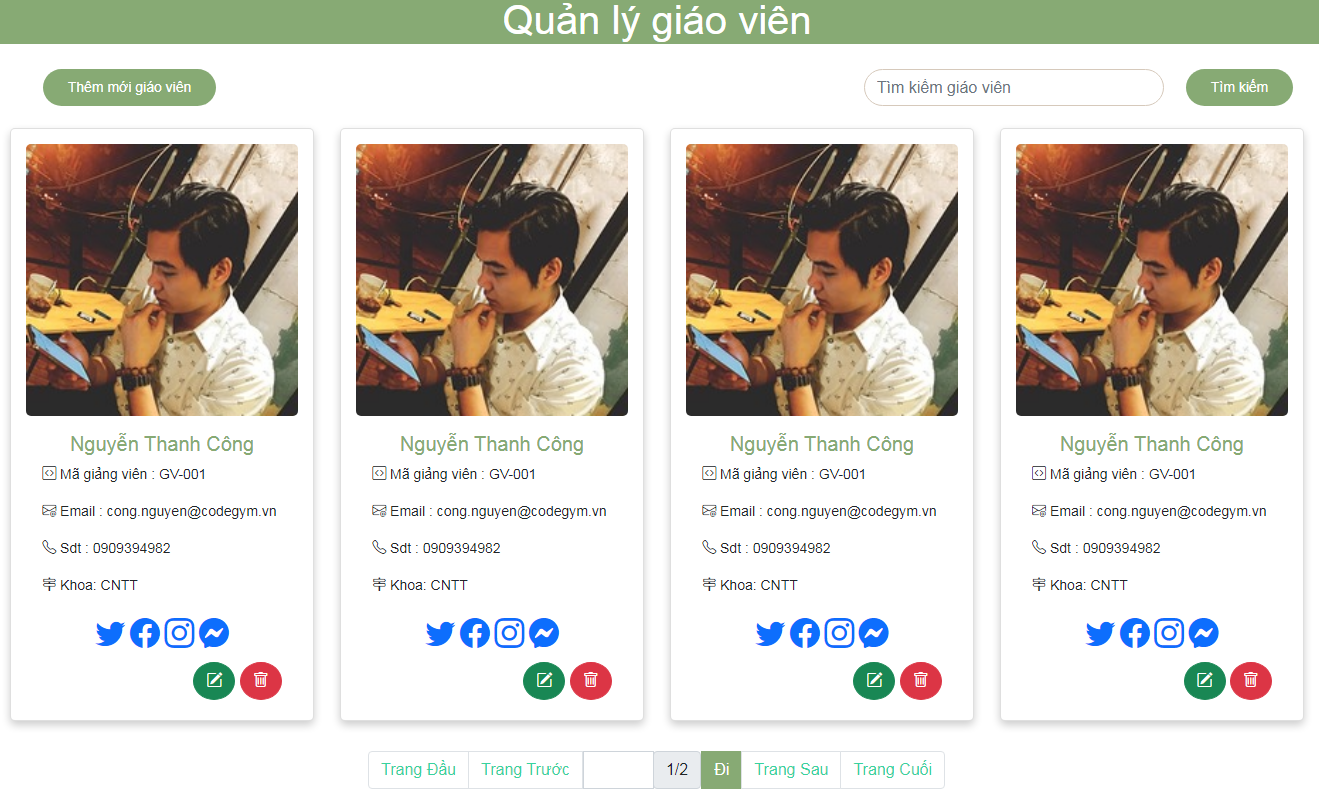 Quản lý giáo viên
Thêm mới giáo viên
Tìm kiếm giáo viên
Tìm kiếm
Nguyễn Thanh Công
Mã giảng viên : GV-001
Email : cong.nguyen@codegym.vn
Sdt : 0909394982
Khoa: CNTT
Nguyễn Thanh Công
Mã giảng viên : GV-001
Email : cong.nguyen@codegym.vn
Sdt : 0909394982
Khoa: CNTT
Nguyễn Thanh Công
Mã giảng viên : GV-001
Email : cong.nguyen@codegym.vn
Sdt : 0909394982
Khoa: CNTT
Nguyễn Thanh Công
Mã giảng viên : GV-001
Email : cong.nguyen@codegym.vn
Sdt : 0909394982
Khoa: CNTT
Trang Đầu Trang Trước 1/2 Đi Trang Sau Trang Cuối